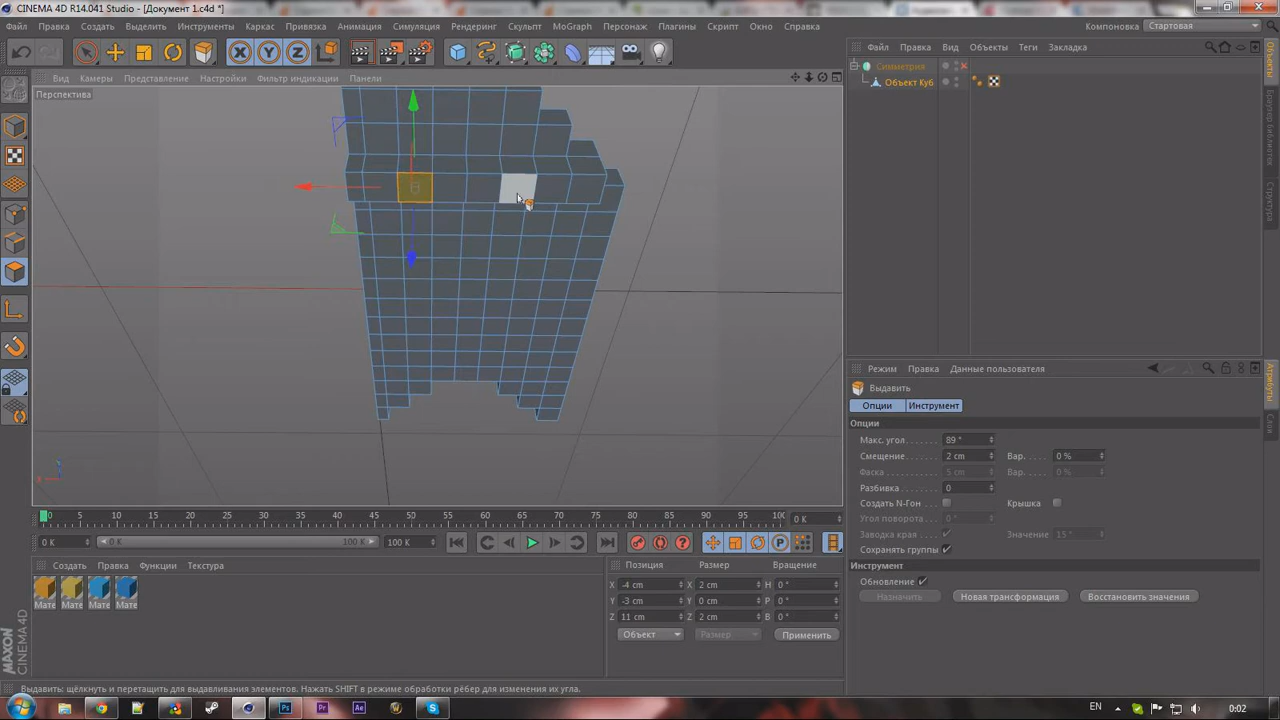 CINEMA 4D R14.041 Studio - [Документ 1.c4d *]
Файл Правка Создать Выделить Инструменты Каркас Привязка Анимация Симуляция Рендеринг Скульпт MoGraph Персонаж Плагины Скрипт Окно Справка
Компоновка Стартовая
Вид Камеры Представление Настройки Фильтр индикации Панели
Перспектива
Файл Правка Вид Объекты Теги Закладка
Симметрия
Объект Куб
Объекты
Браузер библиотек
Структура
Режим Правка Данные пользователя
Выдавить
Опции Инструмент
Опции
Макс. угол 89 °
Смещение 2 cm Вар. 0 %
Фаска 5 cm Вар. 0 %
Разбивка 0
Создать N-Гон Крышка
Угол поворота 0 °
Заводка края Значение 15 °
Сохранять группы
Инструмент
Обновление
Назначить Новая трансформация Восстановить значения
Атрибуты
Слои
0 5 10 15 20 25 30 35 40 45 50 55 60 65 70 75 80 85 90 95 0 K
0 K 0 K 100 K 100 K
Создать Правка Функции Текстура
Мате Мате Мате Мате
Позиция Размер Вращение
X -4 cm X 2 cm H 0 °
Y -3 cm Y 0 cm P 0 °
Z 11 cm Z 2 cm B 0 °
Объект Размер Применить
MAXON
CINEMA 4D
Выдавить: щёлкнуть и перетащить для выдавливания элементов. Нажать SHIFT в режиме обработки рёбер для изменения их угла.
EN 0:02